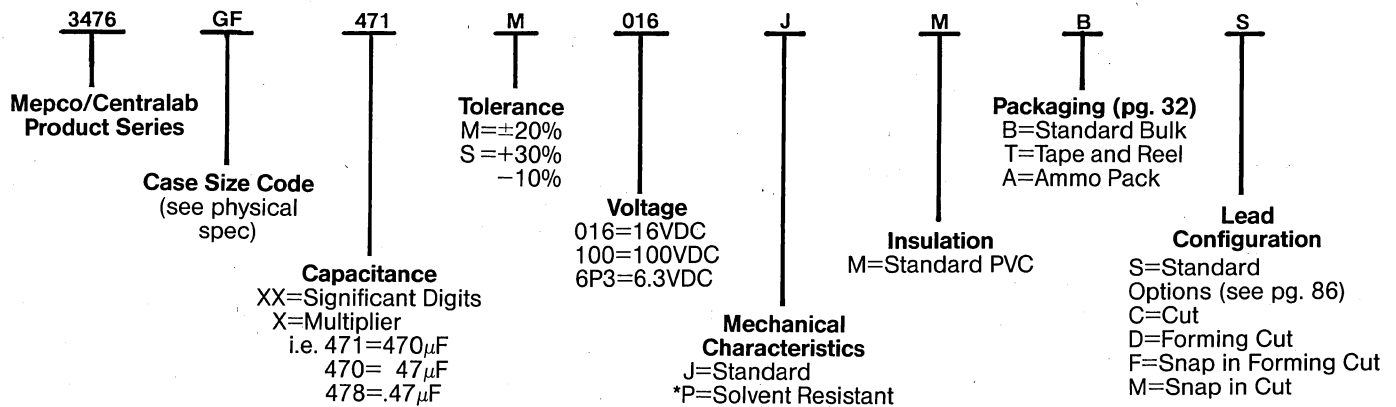 3476 GF 471 M 016 J M B S
Mepco/Centralab
Product Series
Case Size Code
(see physical
spec)
Capacitance
XX=Significant Digits
X=Multiplier
i.e. 471=470µF
470= 47µF
478=.47µF
Tolerance
M=±20%
S=+30%
−10%
Voltage
016=16VDC
100=100VDC
6P3=6.3VDC
Mechanical
Characteristics
J=Standard
*P=Solvent Resistant
Insulation
M=Standard PVC
Packaging (pg. 32)
B=Standard Bulk
T=Tape and Reel
A=Ammo Pack
Lead
Configuration
S=Standard
Options (see pg. 86)
C=Cut
D=Forming Cut
F=Snap in Forming Cut
M=Snap in Cut